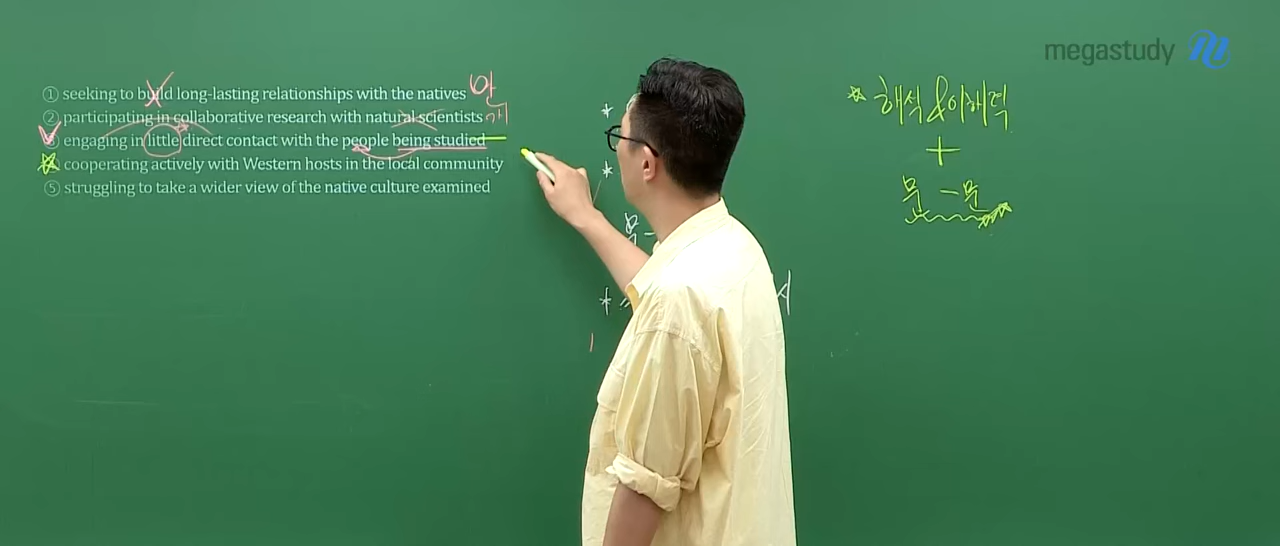 megastudy
① seeking to build long-lasting relationships with the natives
② participating in collaborative research with natural scientists
engaging in little direct contact with the people being studied
cooperating actively with Western hosts in the local community
⑤ struggling to take a wider view of the native culture examined
해석 & 이해력
+